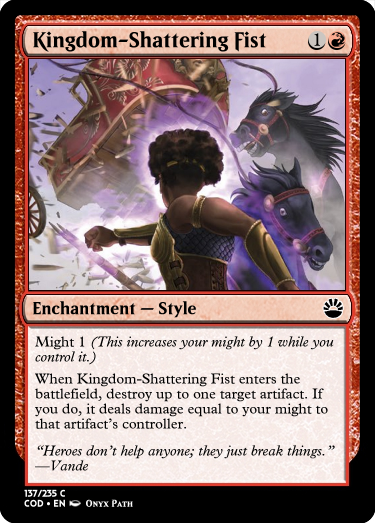 Kingdom-Shattering Fist 1
Enchantment — Style
Might 1 (This increases your might by 1 while you
control it.)
When Kingdom-Shattering Fist enters the
battlefield, destroy up to one target artifact. If
you do, it deals damage equal to your might to
that artifact's controller.
“Heroes don't help anyone; they just break things.”
—Vande
137/235 C
COD • EN Onyx Path